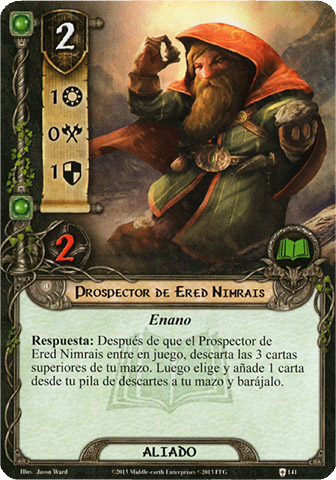 2
1
0
1
2
PROSPECTOR DE ERED NIMRAIS
Enano
Respuesta: Después de que el Prospector de
Ered Nimrais entre en juego, descarta las 3 cartas
superiores de tu mazo. Luego elige y añade 1 carta
desde tu pila de descartes a tu mazo y barájalo.
ALIADO
Illus. Jason Ward ©2013 Middle-earth Enterprises ©2013 FFG 141